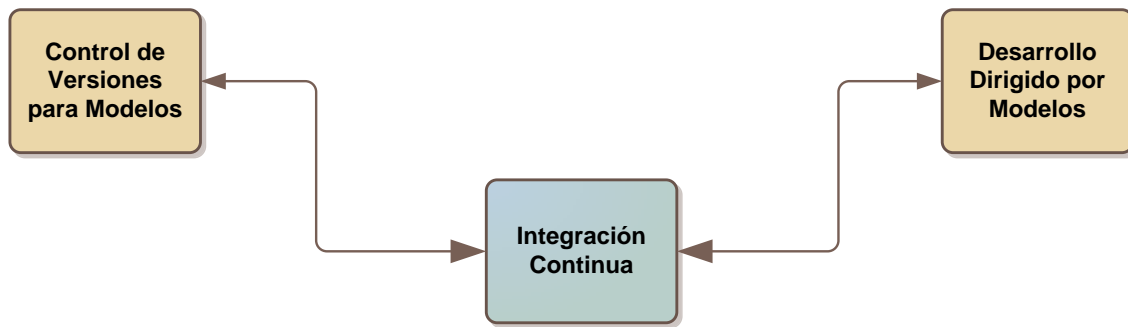 Control de
Versiones
para Modelos
Desarrollo
Dirigido por
Modelos
Integración
Continua